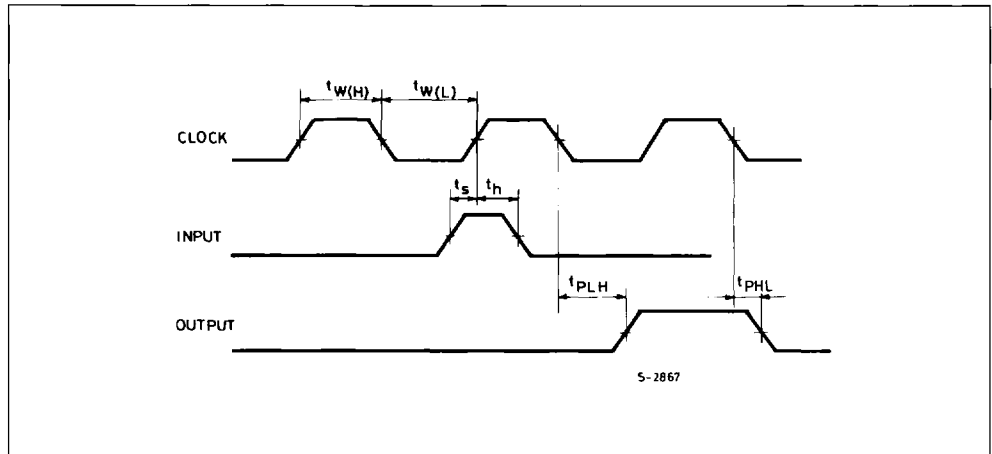 tW(H) tW(L)
CLOCK
ts th
INPUT
tPLH tPHL
OUTPUT
S-2867